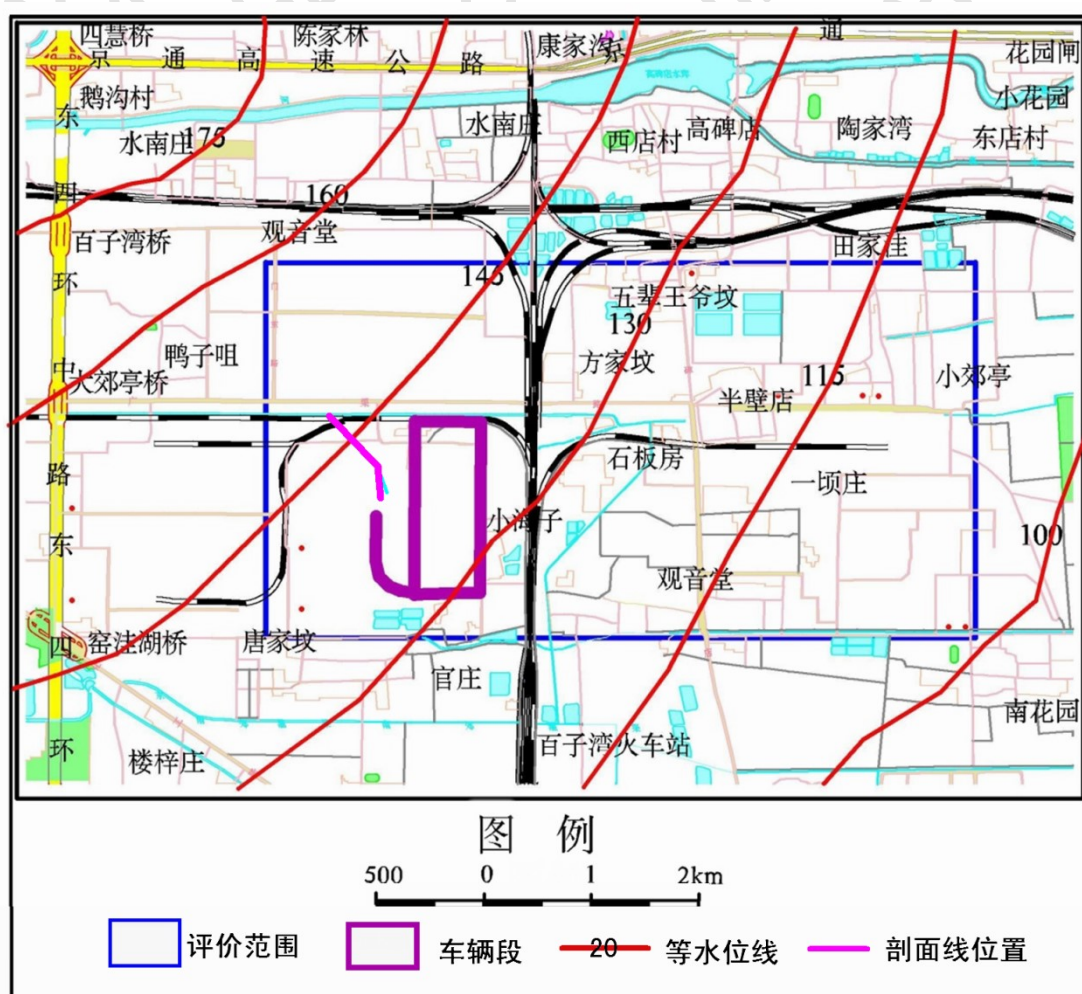 四慧桥
陈家林
康家沟
京
通
京通高速公路
花园闸
鹅沟村
东四环中路
水南庄
175
水南庄
西店村
高碑店
陶家湾
小花园
东店村
160
观音堂
百子湾桥
田家洼
145
五辈王爷坟
130
方家坟
鸭子咀
大郊亭桥
115
小郊亭
半壁店
石板房
一顷庄
东四环
100
观音堂
窑洼湖桥
唐家坟
官庄
南花园
百子湾火车站
楼梓庄
图 例
500 0 1 2km
评价范围
车辆段
20
等水位线
剖面线位置